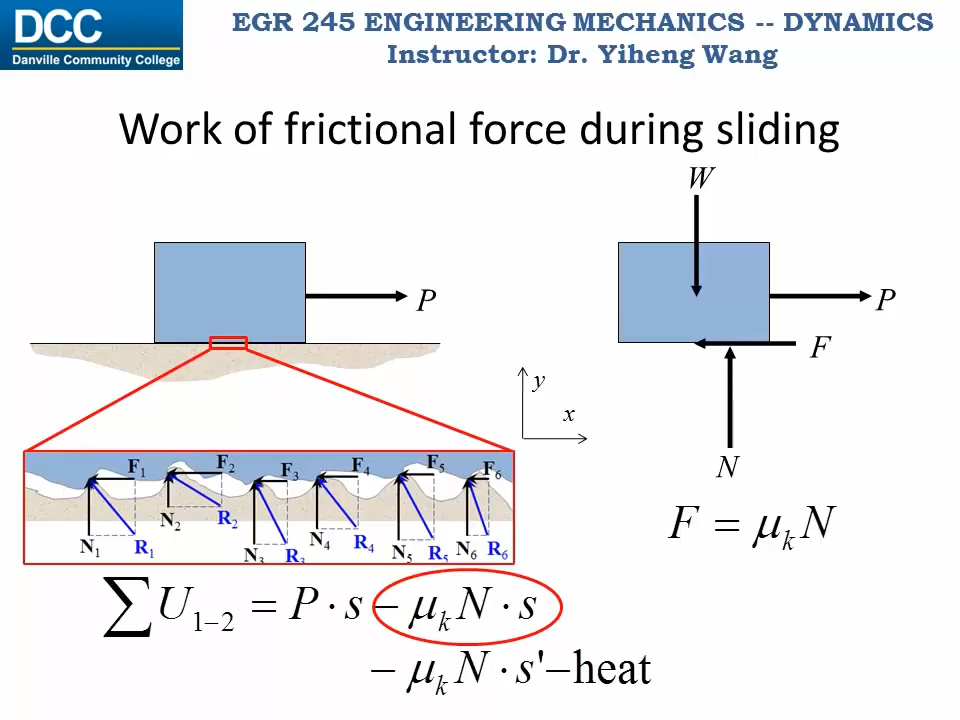 DCC
Danville Community College
EGR 245 ENGINEERING MECHANICS -- DYNAMICS
Instructor: Dr. Yiheng Wang
Work of frictional force during sliding
W
P
P
F
y
x
N
F₁ F₂ F₃ F₄ F₅ F₆
N₁ R₁ N₂ R₂ N₃ R₃ N₄ R₄ N₅ R₅ N₆ R₆
F = μₖN
∑U₁₋₂ = P · s − μₖN · s
− μₖN · s'−heat